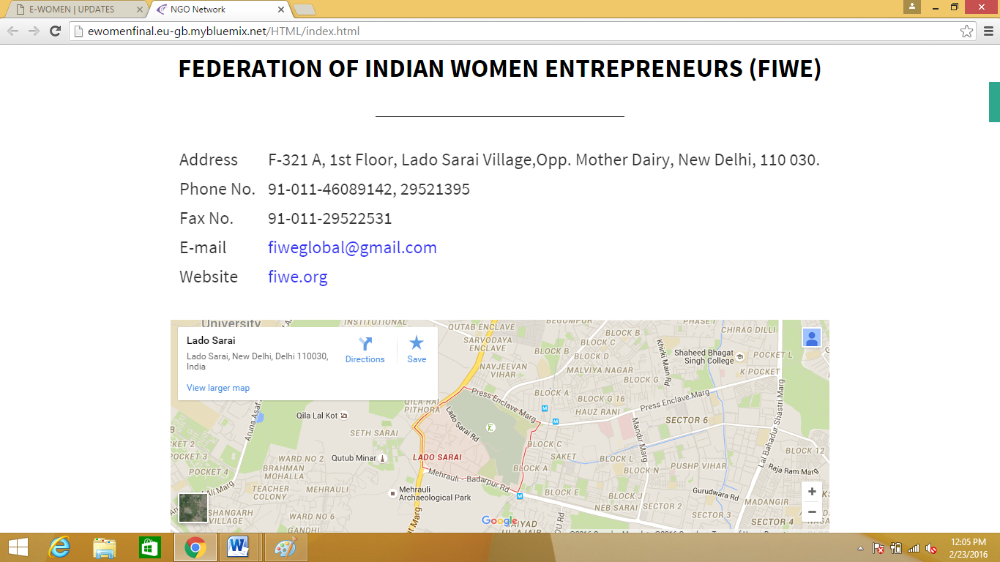 E-WOMEN | UPDATES
NGO Network
ewomenfinal.eu-gb.mybluemix.net/HTML/index.html
FEDERATION OF INDIAN WOMEN ENTREPRENEURS (FIWE)
Address F-321 A, 1st Floor, Lado Sarai Village,Opp. Mother Dairy, New Delhi, 110 030.
Phone No. 91-011-46089142, 29521395
Fax No. 91-011-29522531
E-mail fiweglobal@gmail.com
Website fiwe.org
Lado Sarai
Lado Sarai, New Delhi, Delhi 110030,
India
Directions
Save
View larger map
University
INSTITUTIONAL
QUTAB ENCLAVE
BEGUMPUR
PHASE I
CHIRAG DILLI
SARVODAYA
ENCLAVE
BLOCK B
BLOCK C
BLOCK B
BLOCK D
Khirki Main Rd
Shaheed Bhagat
Singh College
POCKET L
K POCKET
NAVJEEVAN
VIHAR
MALVIYA NAGAR
BLOCK G
BLOCK A
BLOCK G 16
HAUZ RANI
Press Enclave Marg
Press Enclave Marg
QILA RAI
PITHORA
Qila Lal Kot
Aruna Asaf
Lado Sarai Rd
SETH SARAI
SECTOR 6
Mandir Marg
Lal Bahadur Shastri Marg
KET 2
POCKET 3
POCKET 4
WARD NO 2
BRAHMAN
MOHALLA
Qutub Minar
LADO SARAI
BLOCK C
SAKET
BLOCK A
BLOCK L
BLOCK N
PUSHP VIHAR
BLOCK 12
Raja Ram Marg
Ali Marg
TEACHER
COLONY
MEHRAULI
Mehrauli
Archaeological Park
Mehrauli - Badarpur Rd
BLOCK E
BLOCK J
NEB SARAI
SECTOR 2
Gurudwara Rd
MADANGIR
SHANGARH
VILLAGE
WARD NO 6
GANDHI
SECTOR 3
SECTOR 4
Google
12:05 PM
2/23/2016